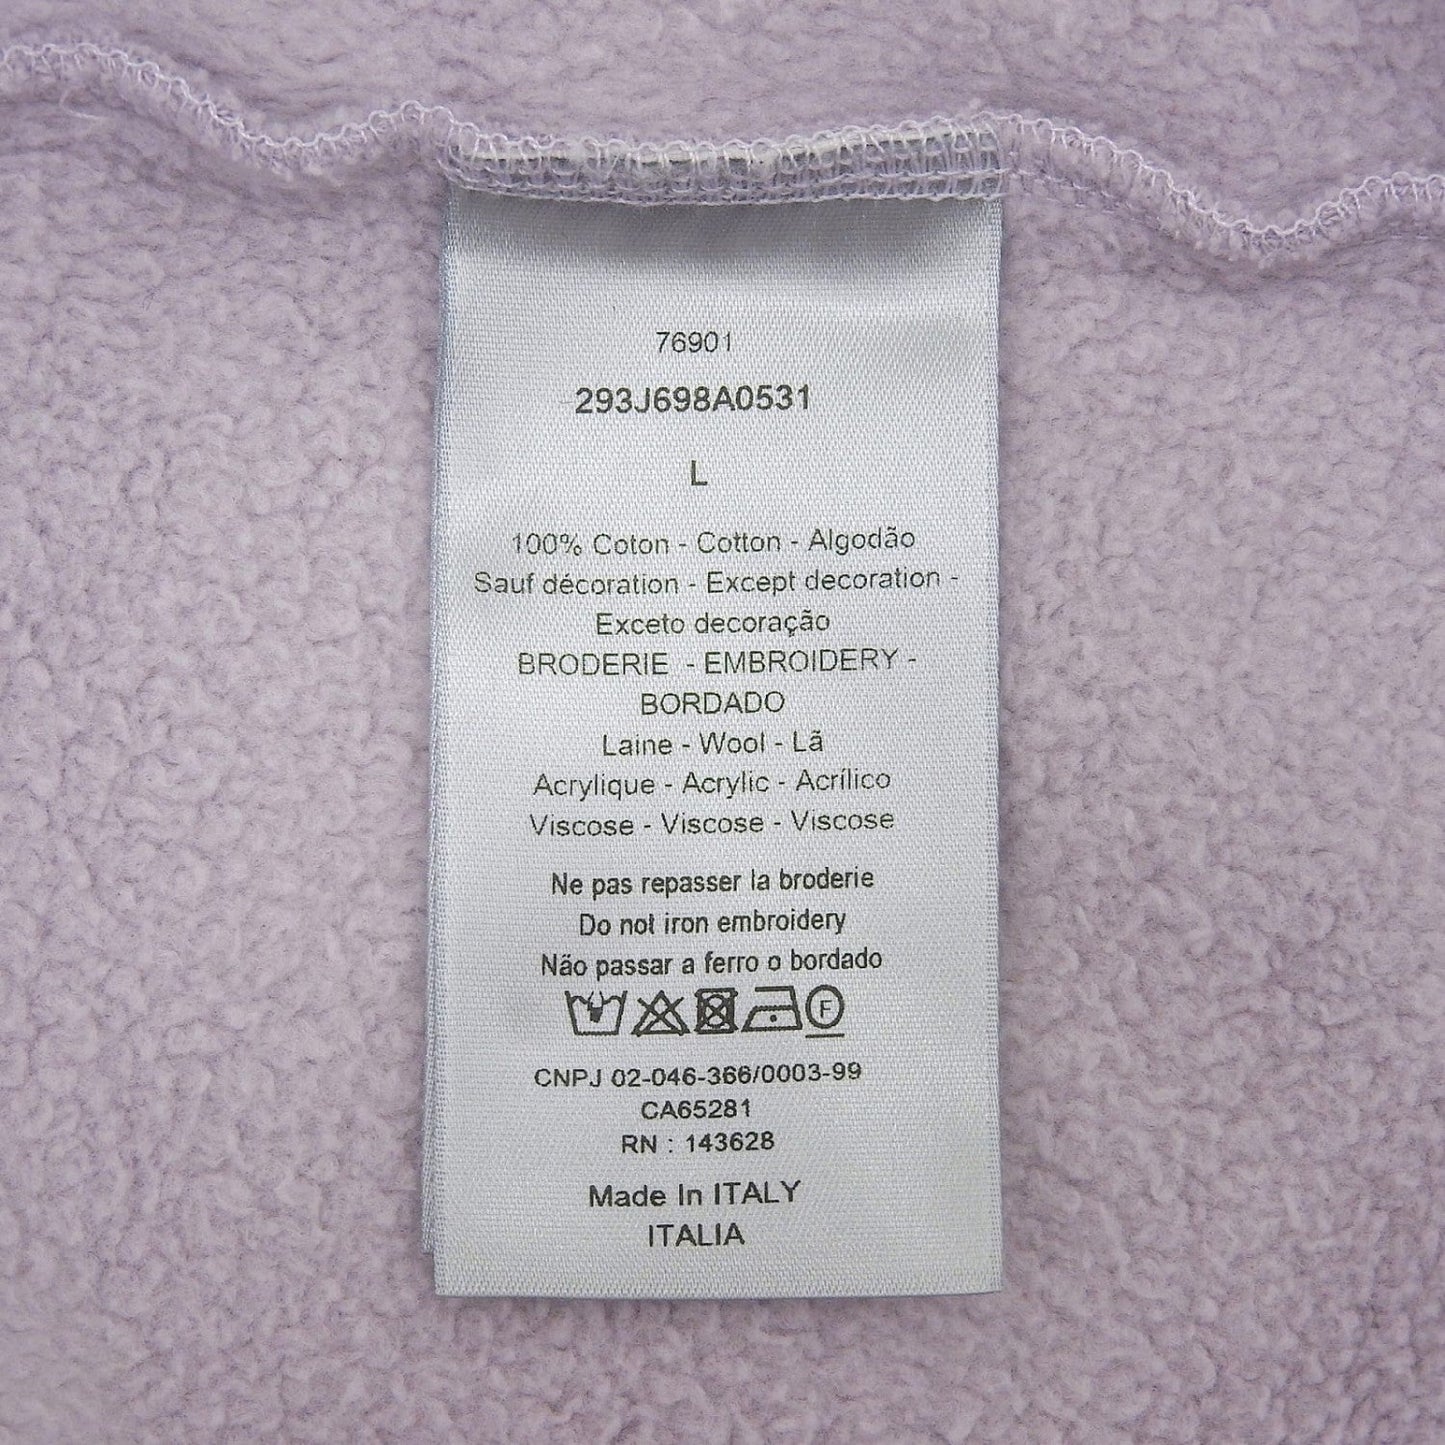 76901
293J698A0531
L
100% Coton - Cotton - Algodão
Sauf décoration - Except decoration -
Exceto decoração
BRODERIE - EMBROIDERY -
BORDADO
Laine - Wool - Lã
Acrylique - Acrylic - Acrílico
Viscose - Viscose - Viscose
Ne pas repasser la broderie
Do not iron embroidery
Não passar a ferro o bordado
F
CNPJ 02-046-366/0003-99
CA65281
RN : 143628
Made In ITALY
ITALIA